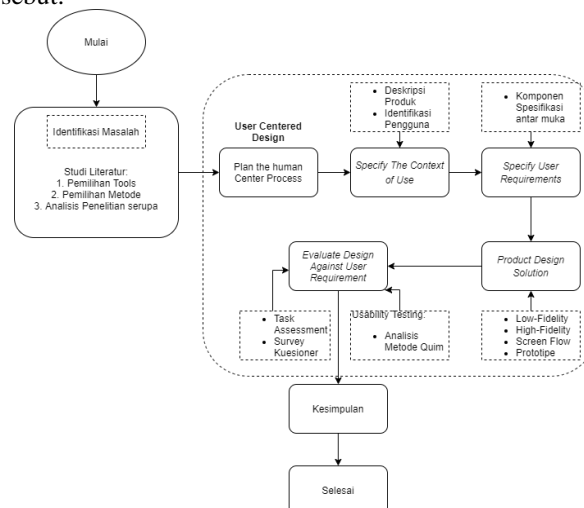 sebut.
Mulai
Identifikasi Masalah
Studi Literatur:
1. Pemilihan Tools
2. Pemilihan Metode
3. Analisis Penelitian serupa
User Centered
Design
Plan the human
Center Process
Deskripsi
Produk
Identifikasi
Pengguna
Specify The Context
of Use
Komponen
Spesifikasi
antar muka
Specify User
Requirements
Product Design
Solution
Low-Fidelity
High-Fidelity
Screen Flow
Prototipe
Evaluate Design
Against User
Requirement
Task
Assessment
Survey
Kuesioner
Usability Testing:
Analisis
Metode Quim
Kesimpulan
Selesai